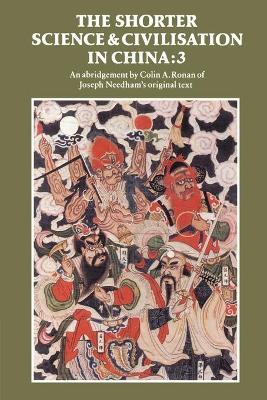 THE SHORTER
SCIENCE & CIVILISATION
IN CHINA:3
An abridgement by Colin A. Ronan of
Joseph Needham's original text